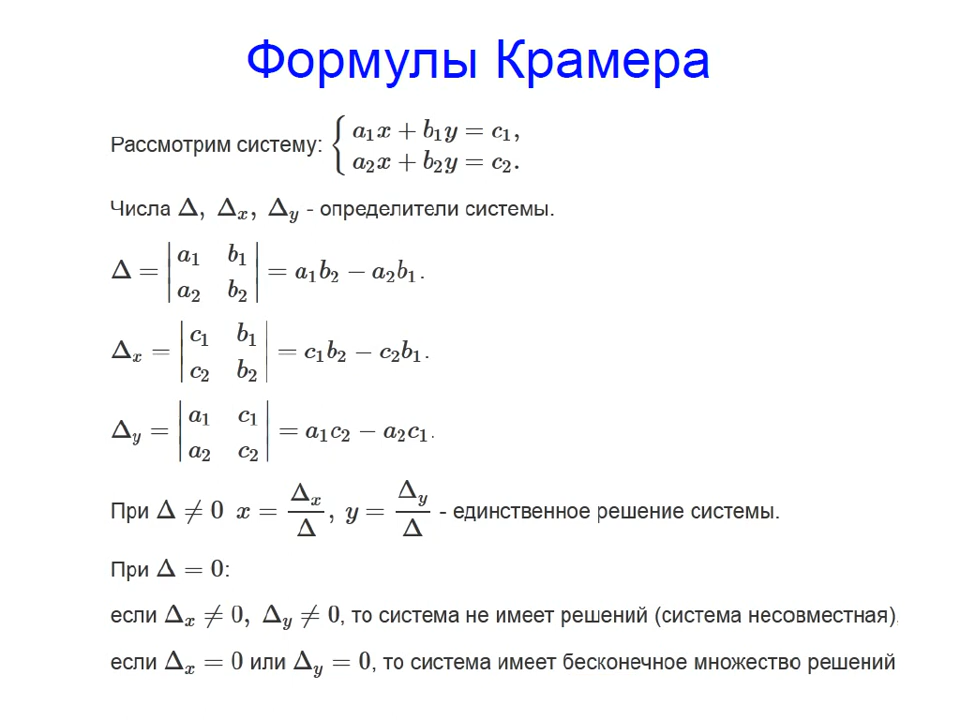 Формулы Крамера
Рассмотрим систему: { a₁x + b₁y = c₁,
a₂x + b₂y = c₂.
Числа Δ, Δₓ, Δᵧ - определители системы.
Δ = | a₁ b₁ | = a₁b₂ − a₂b₁.
| a₂ b₂ |
Δₓ = | c₁ b₁ | = c₁b₂ − c₂b₁.
| c₂ b₂ |
Δᵧ = | a₁ c₁ | = a₁c₂ − a₂c₁.
| a₂ c₂ |
При Δ ≠ 0 x = Δₓ/Δ, y = Δᵧ/Δ - единственное решение системы.
При Δ = 0:
если Δₓ ≠ 0, Δᵧ ≠ 0, то система не имеет решений (система несовместная),
если Δₓ = 0 или Δᵧ = 0, то система имеет бесконечное множество решений